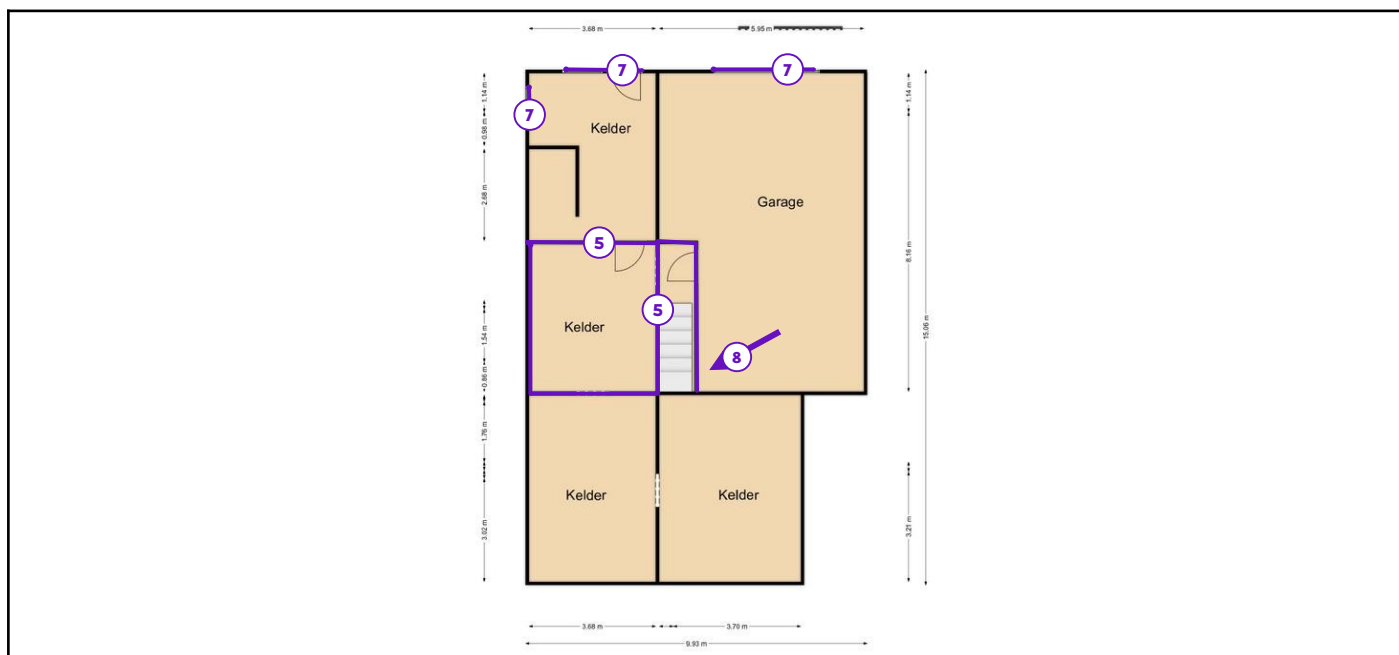 3.68 m
5.95 m
7
7
1.14 m
1.14 m
7
0.98 m
Kelder
2.68 m
Garage
5
8.16 m
5
Kelder
1.54 m
15.06 m
8
0.86 m
1.76 m
Kelder
Kelder
3.02 m
3.21 m
3.68 m
3.70 m
9.93 m